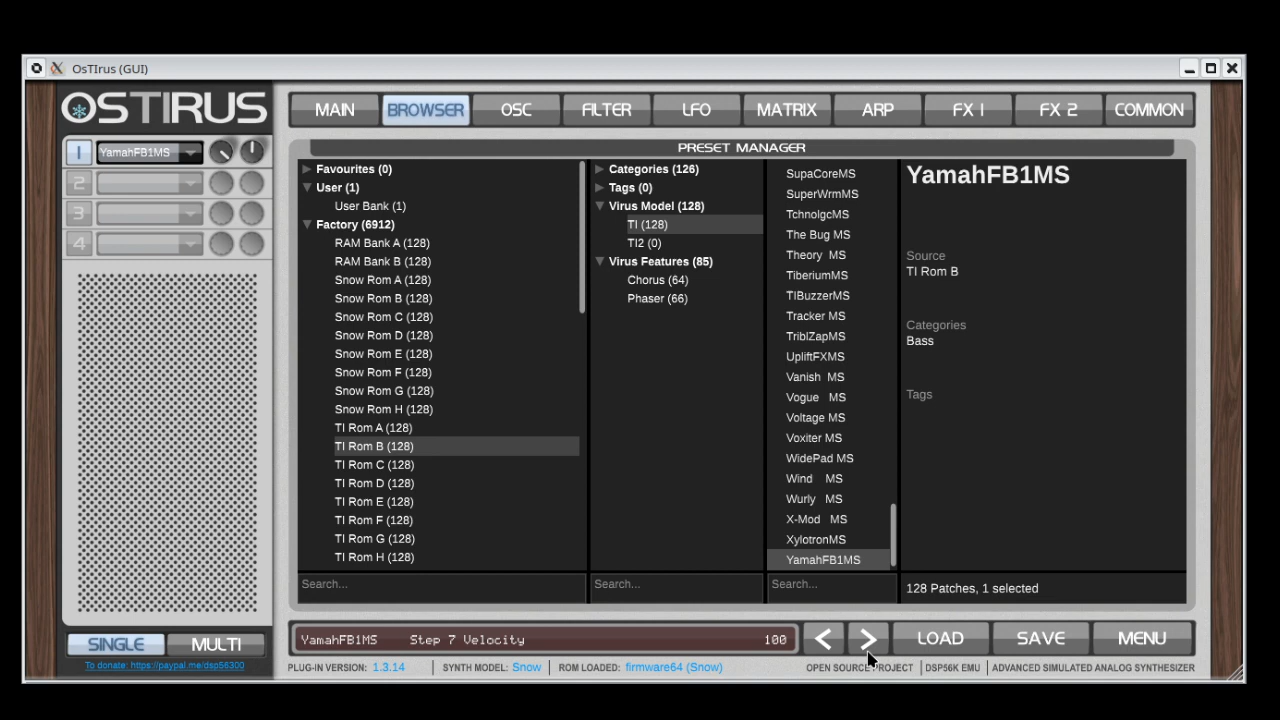 OsTIrus (GUI)
OSTIRUS
MAIN BROWSER OSC FILTER LFO MATRIX ARP FX 1 FX 2 COMMON
1 YamahFB1MS
2
3
4
PRESET MANAGER
Favourites (0)
User (1)
User Bank (1)
Factory (6912)
RAM Bank A (128)
RAM Bank B (128)
Snow Rom A (128)
Snow Rom B (128)
Snow Rom C (128)
Snow Rom D (128)
Snow Rom E (128)
Snow Rom F (128)
Snow Rom G (128)
Snow Rom H (128)
TI Rom A (128)
TI Rom B (128)
TI Rom C (128)
TI Rom D (128)
TI Rom E (128)
TI Rom F (128)
TI Rom G (128)
TI Rom H (128)
Search...
Categories (126)
Tags (0)
Virus Model (128)
TI (128)
TI2 (0)
Virus Features (85)
Chorus (64)
Phaser (66)
Search...
SupaCoreMS
SuperWrmMS
TchnolgcMS
The Bug MS
Theory MS
TiberiumMS
TIBuzzerMS
Tracker MS
TriblZapMS
UpliftFXMS
Vanish MS
Vogue MS
Voltage MS
Voxiter MS
WidePad MS
Wind MS
Wurly MS
X-Mod MS
XylotronMS
YamahFB1MS
Search...
YamahFB1MS
Source
TI Rom B
Categories
Bass
Tags
128 Patches, 1 selected
SINGLE MULTI
To donate: https://paypal.me/dsp56300
YamahFB1MS Step 7 Velocity 100
< > LOAD SAVE MENU
PLUG-IN VERSION: 1.3.14 SYNTH MODEL: Snow ROM LOADED: firmware64 (Snow) OPEN SOURCE PROJECT DSP56K EMU ADVANCED SIMULATED ANALOG SYNTHESIZER